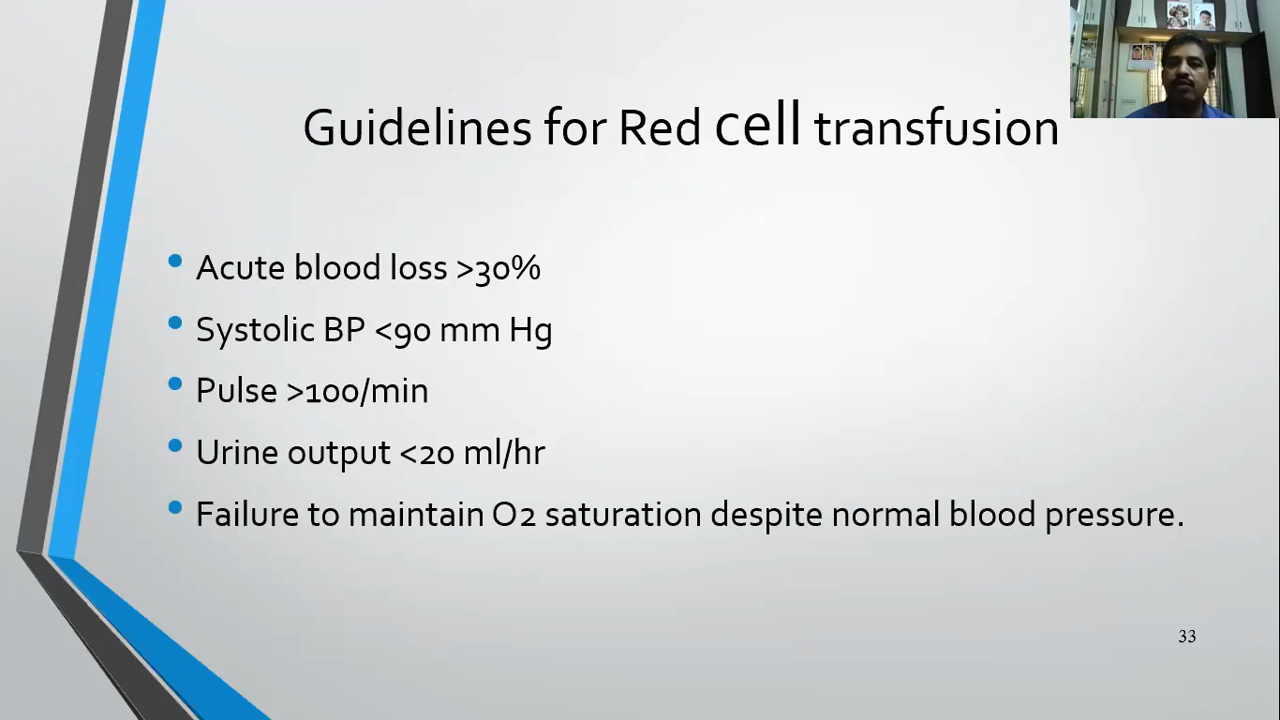 Guidelines for Red cell transfusion
• Acute blood loss >30%
• Systolic BP <90 mm Hg
• Pulse >100/min
• Urine output <20 ml/hr
• Failure to maintain O2 saturation despite normal blood pressure.
33